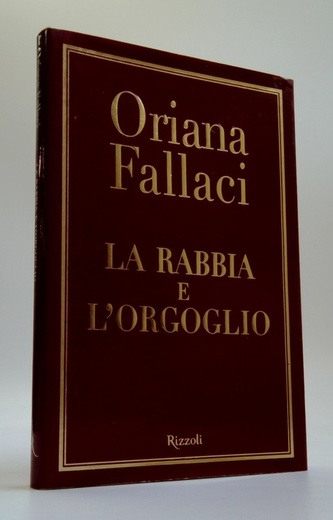 Oriana
Fallaci
LA RABBIA
E
L'ORGOGLIO
Rizzoli